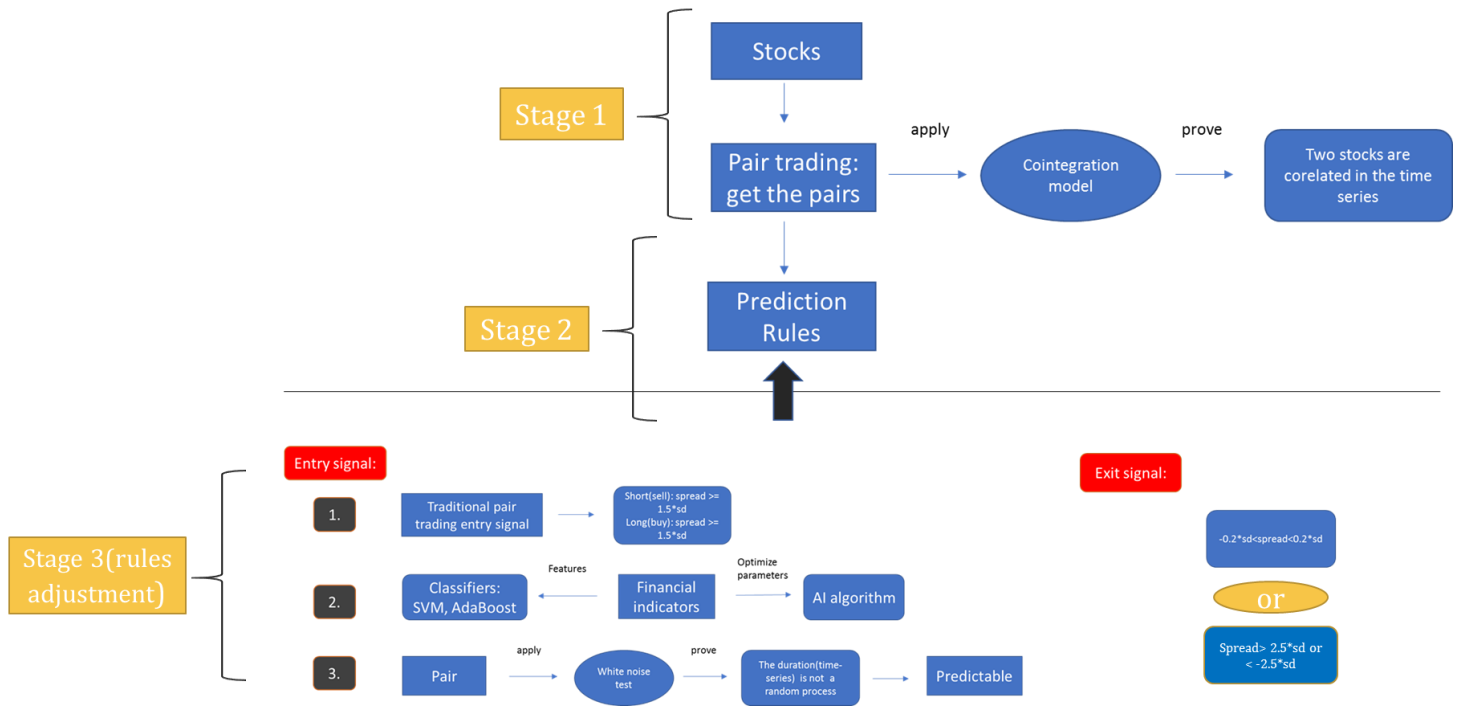 Stocks
Stage 1
apply
prove
Pair trading:
get the pairs
Cointegration
model
Two stocks are
corelated in the time
series
Prediction
Rules
Stage 2
Entry signal:
Exit signal:
1.
Traditional pair
trading entry signal
Short(sell): spread >=
1.5*sd
Long(buy): spread >=
1.5*sd
-0.2*sd<spread<0.2*sd
Stage 3(rules
adjustment)
2.
Classifiers:
SVM, AdaBoost
Features
Financial
indicators
Optimize
parameters
AI algorithm
or
Spread> 2.5*sd or
< -2.5*sd
3.
Pair
apply
White noise
test
prove
The duration(time-
series) is not a
random process
Predictable